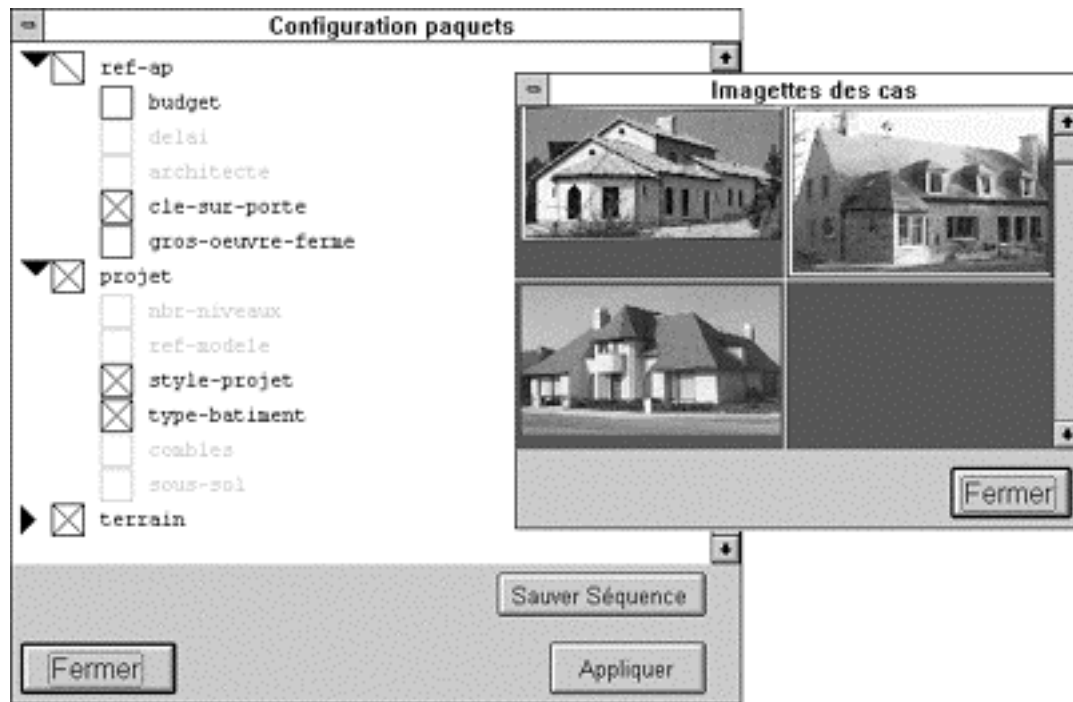 Configuration paquets
ref-ap
budget
delai
architecte
cle-sur-porte
gros-oeuvre-ferme
projet
nbr-niveaux
ref-modele
style-projet
type-batiment
combles
sous-sol
terrain
Sauver Séquence
Fermer
Appliquer
Imagettes des cas
Fermer